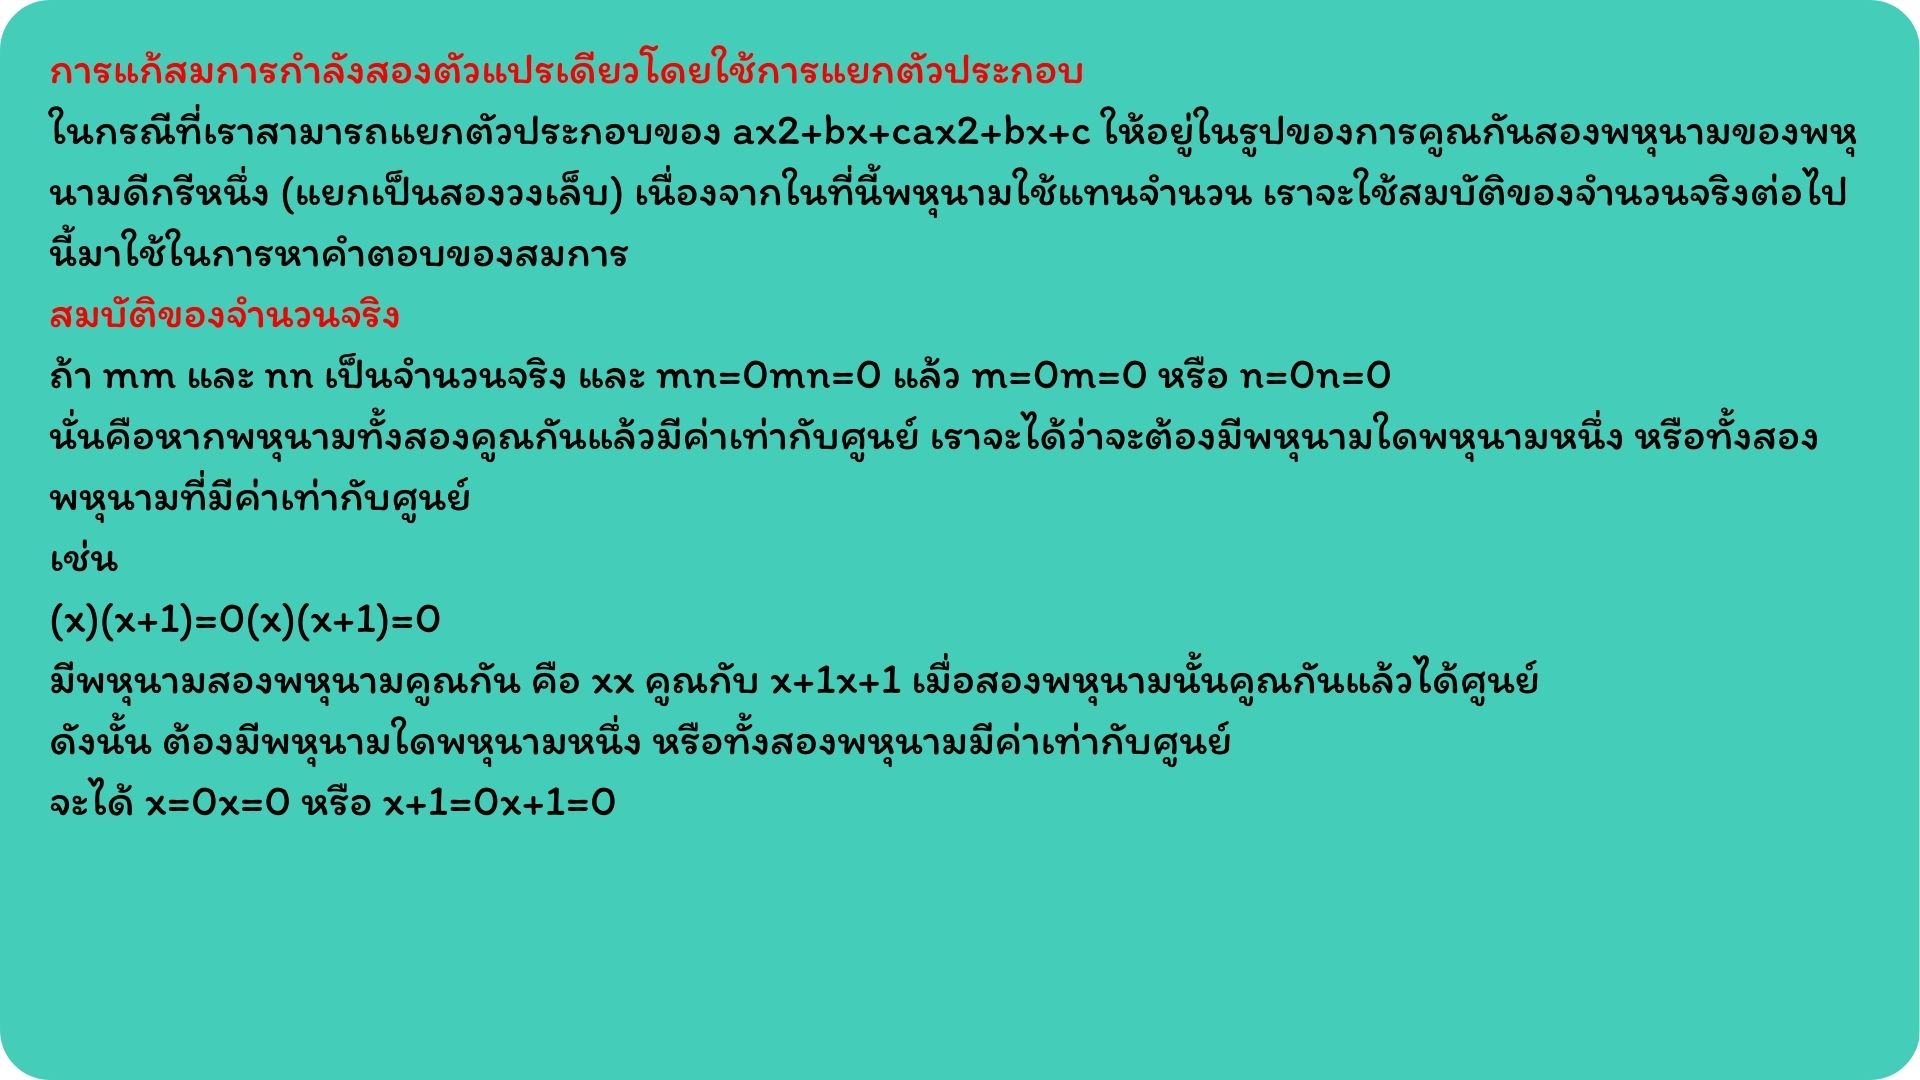 การแก้สมการกำลังสองตัวแปรเดียวโดยใช้การแยกตัวประกอบ
ในกรณีที่เราสามารถแยกตัวประกอบของ ax2+bx+cax2+bx+c ให้อยู่ในรูปของการคูณกันสองพหุนามของพหุ
นามดีกรีหนึ่ง (แยกเป็นสองวงเล็บ) เนื่องจากในที่นี้พหุนามใช้แทนจำนวน เราจะใช้สมบัติของจำนวนจริงต่อไป
นี้มาใช้ในการหาคำตอบของสมการ
สมบัติของจำนวนจริง
ถ้า mm และ nn เป็นจำนวนจริง และ mn=0mn=0 แล้ว m=0m=0 หรือ n=0n=0
นั่นคือหากพหุนามทั้งสองคูณกันแล้วมีค่าเท่ากับศูนย์ เราจะได้ว่าจะต้องมีพหุนามใดพหุนามหนึ่ง หรือทั้งสอง
พหุนามที่มีค่าเท่ากับศูนย์
เช่น
(x)(x+1)=0(x)(x+1)=0
มีพหุนามสองพหุนามคูณกัน คือ xx คูณกับ x+1x+1 เมื่อสองพหุนามนั้นคูณกันแล้วได้ศูนย์
ดังนั้น ต้องมีพหุนามใดพหุนามหนึ่ง หรือทั้งสองพหุนามมีค่าเท่ากับศูนย์
จะได้ x=0x=0 หรือ x+1=0x+1=0